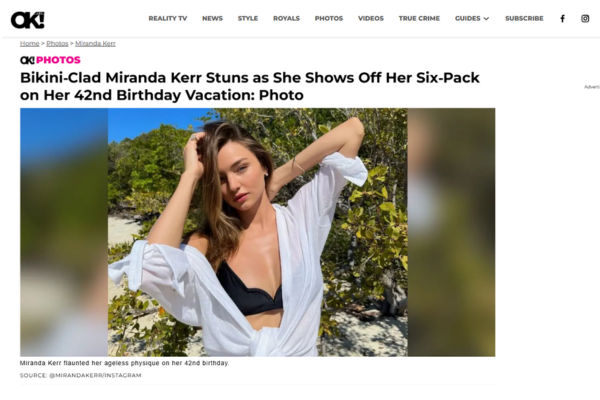 OK!
REALITY TV NEWS STYLE ROYALS PHOTOS VIDEOS TRUE CRIME GUIDES SUBSCRIBE
Home > Photos > Miranda Kerr
OK! PHOTOS
Bikini-Clad Miranda Kerr Stuns as She Shows Off Her Six-Pack
on Her 42nd Birthday Vacation: Photo
Advert
Miranda Kerr flaunted her ageless physique on her 42nd birthday.
SOURCE: @MIRANDAKERR/INSTAGRAM